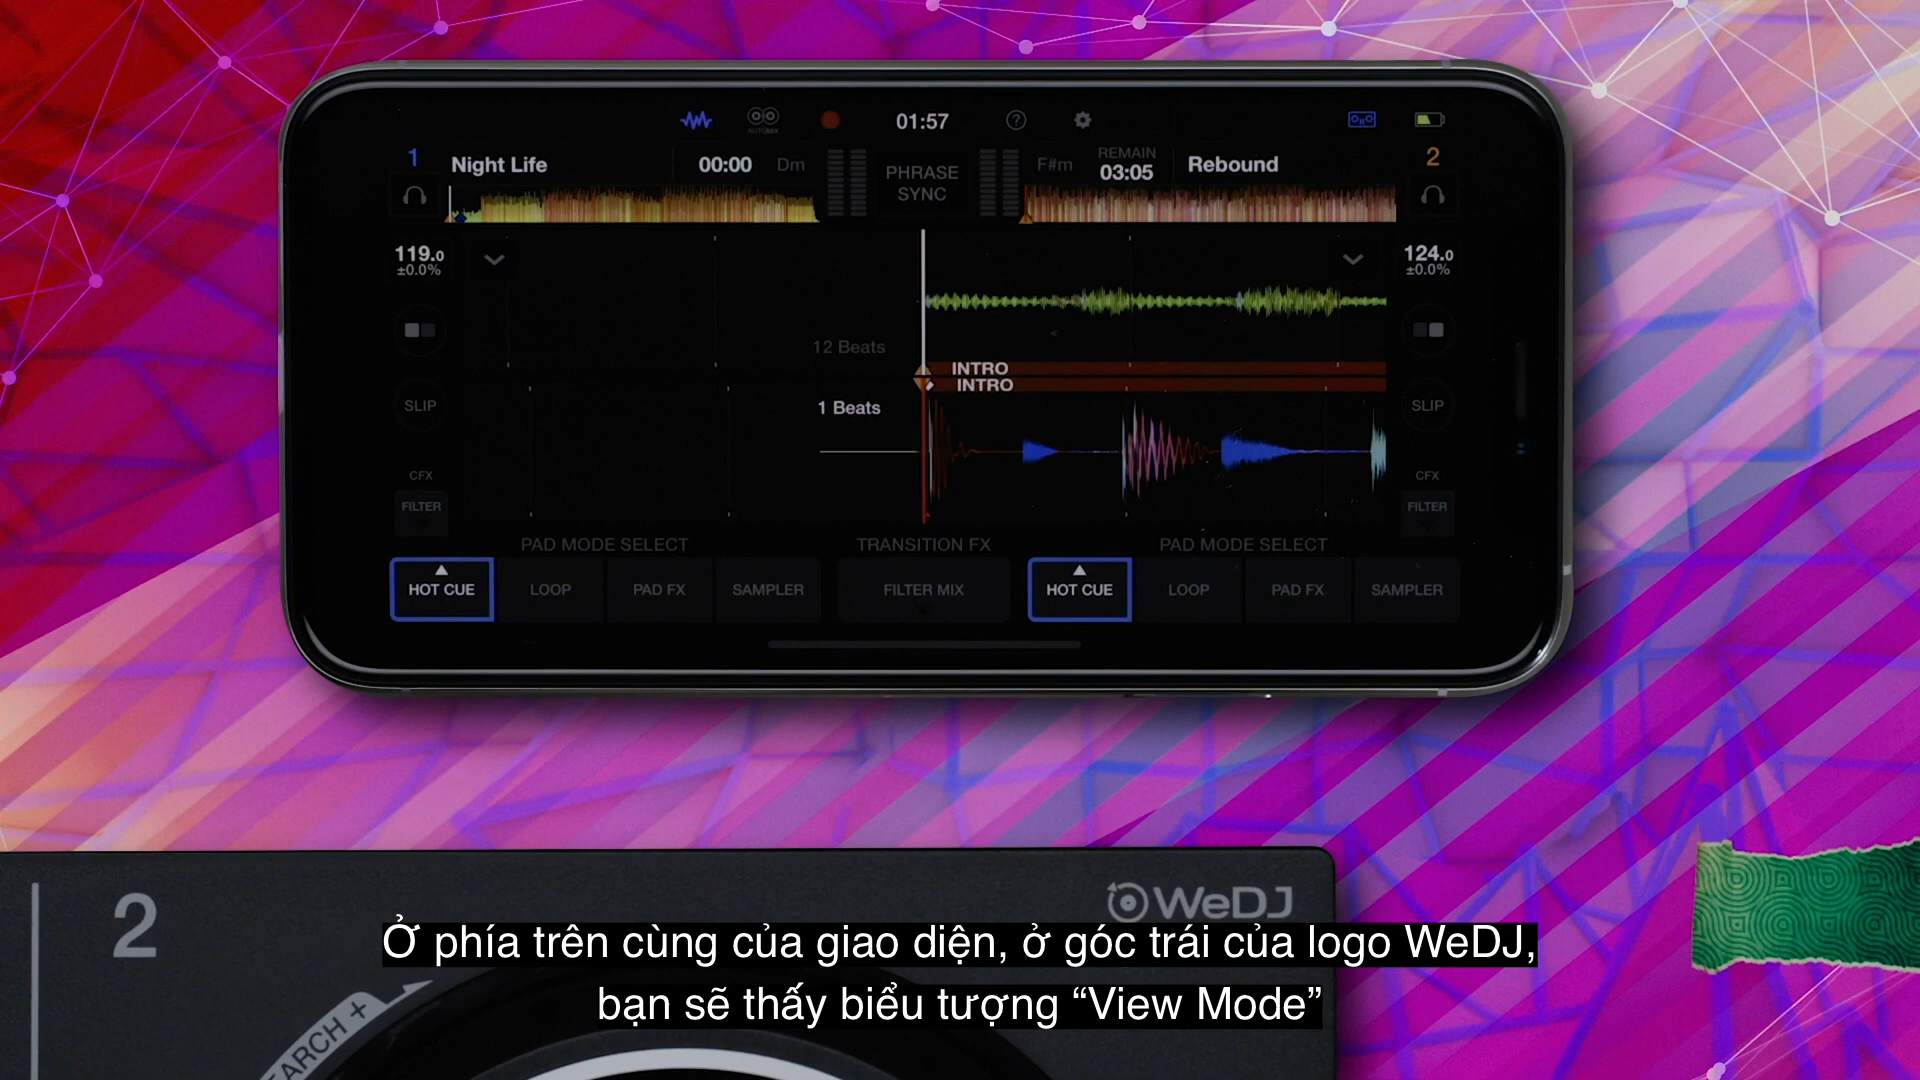 01:57
?
AUTOMIX
1
Night Life
00:00
Dm
PHRASE
SYNC
F#m
REMAIN
03:05
Rebound
2
119.0
±0.0%
124.0
±0.0%
12 Beats
INTRO
INTRO
1 Beats
SLIP
SLIP
CFX
FILTER
CFX
FILTER
PAD MODE SELECT
TRANSITION FX
PAD MODE SELECT
HOT CUE
LOOP
PAD FX
SAMPLER
FILTER MIX
HOT CUE
LOOP
PAD FX
SAMPLER
2
WeDJ
Ở phía trên cùng của giao diện, ở góc trái của logo WeDJ,
bạn sẽ thấy biểu tượng “View Mode”
ARCH +